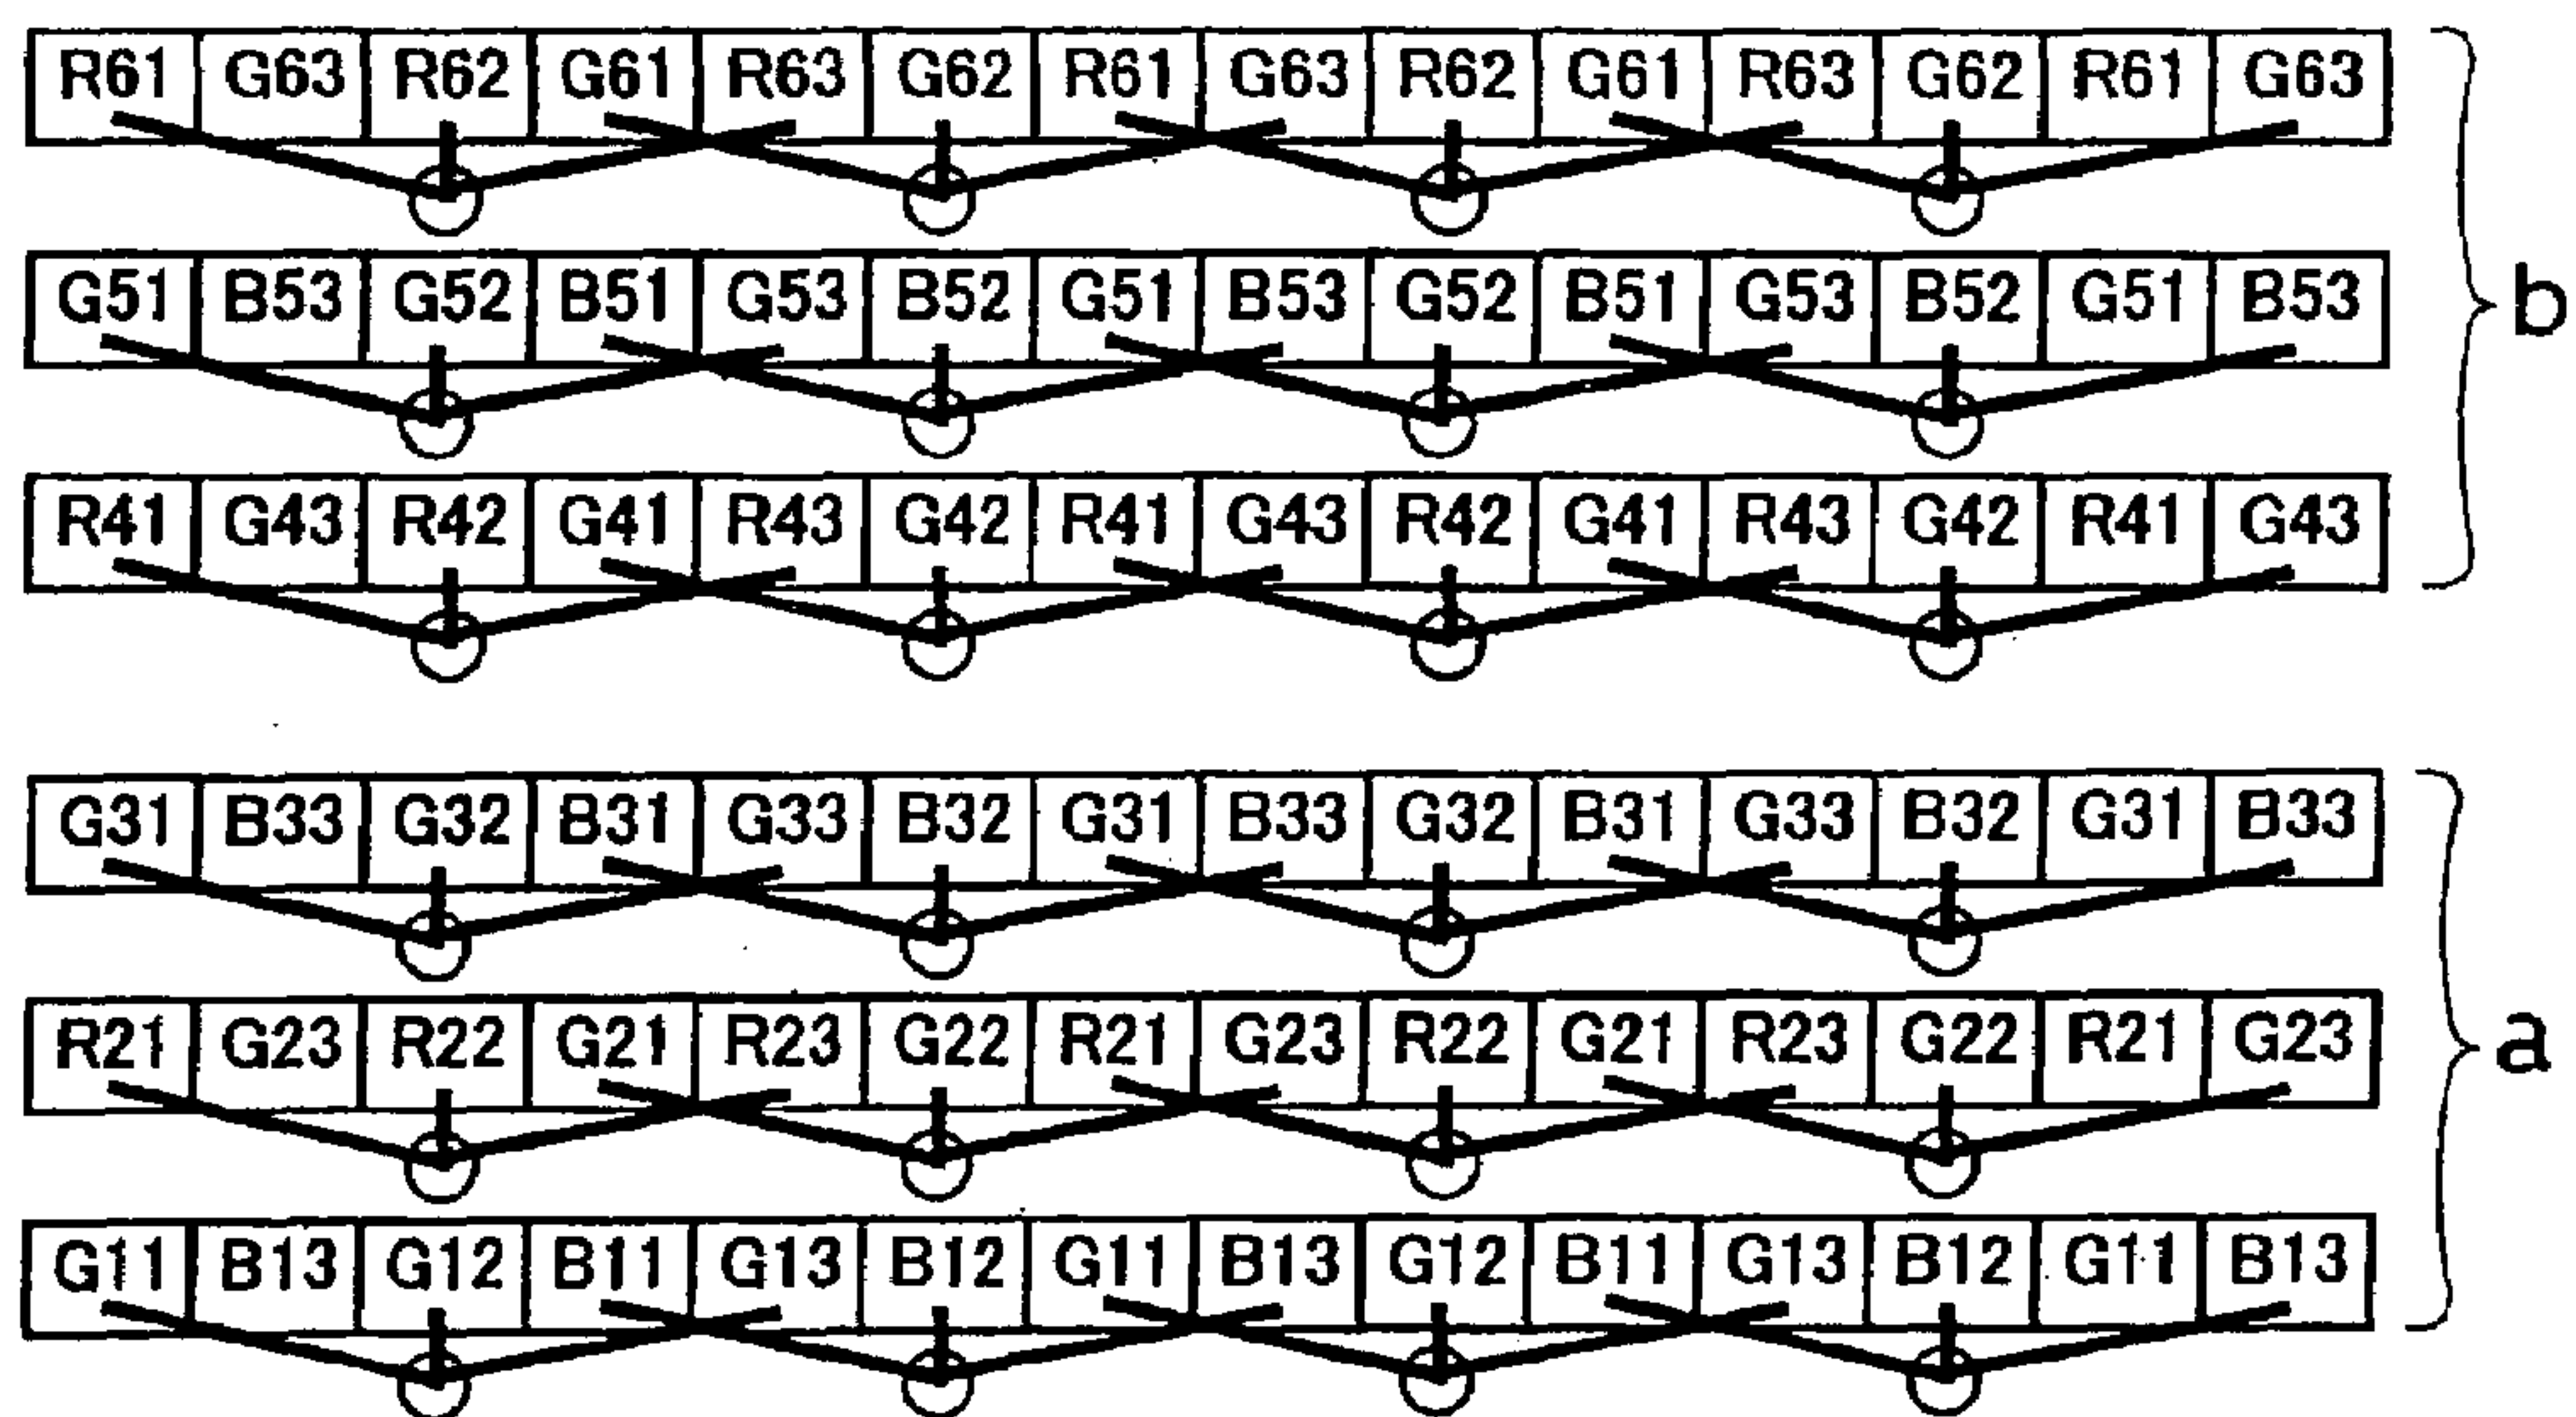 R61 G63 R62 G61 R63 G62 R61 G63 R62 G61 R63 G62 R61 G63
G51 B53 G52 B51 G53 B52 G51 B53 G52 B51 G53 B52 G51 B53
b
R41 G43 R42 G41 R43 G42 R41 G43 R42 G41 R43 G42 R41 G43
G31 B33 G32 B31 G33 B32 G31 B33 G32 B31 G33 B32 G31 B33
R21 G23 R22 G21 R23 G22 R21 G23 R22 G21 R23 G22 R21 G23
a
G11 B13 G12 B11 G13 B12 G11 B13 G12 B11 G13 B12 G11 B13